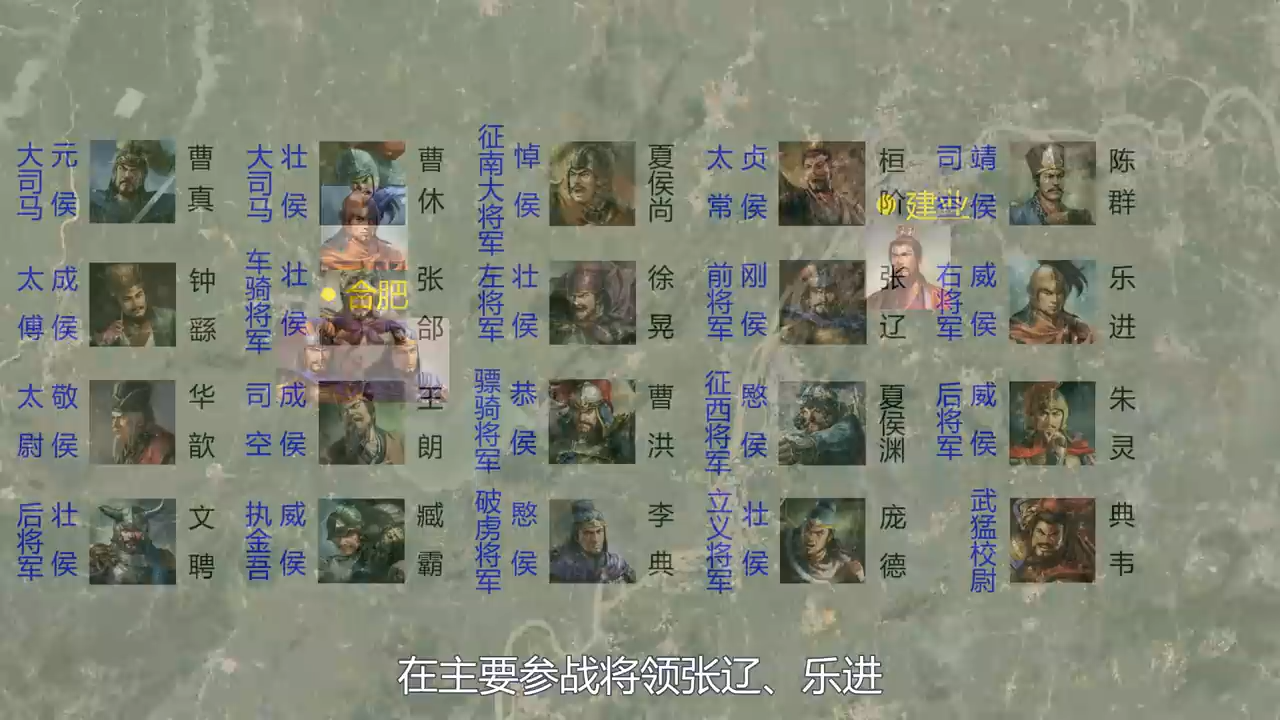 大司马 元侯 曹真
大司马 壮侯 曹休
征南大将军 悼侯 夏侯尚
太常 贞侯 桓阶
司空 靖侯 陈群
建业
太傅 成侯 钟繇
车骑将军 壮侯 张郃
合肥
左将军 壮侯 徐晃
前将军 刚侯 张辽
右将军 威侯 乐进
太尉 敬侯 华歆
司空 成侯 王朗
骠骑将军 恭侯 曹洪
征西将军 愍侯 夏侯渊
后将军 威侯 朱灵
后将军 壮侯 文聘
执金吾 威侯 臧霸
破虏将军 愍侯 李典
立义将军 壮侯 庞德
武猛校尉 典韦
在主要参战将领张辽、乐进